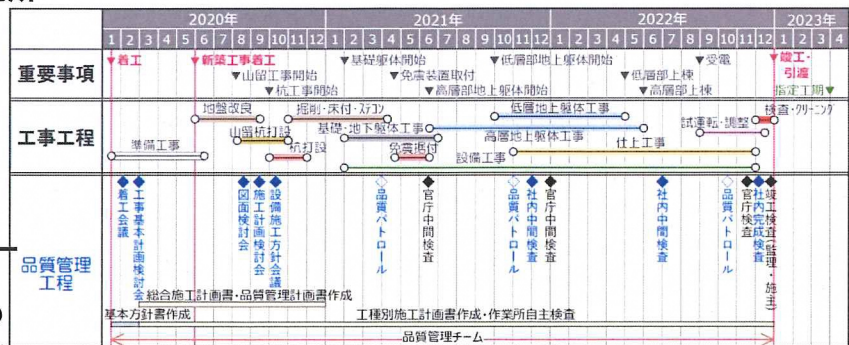 2020年 2021年 2022年 2023年
1 2 3 4 5 6 7 8 9 10 11 12 1 2 3 4 5 6 7 8 9 10 11 12 1 2 3 4 5 6 7 8 9 10 11 12 1 2 3 4
重要事項
▼着工 ▼新築工事着工 ▼基礎躯体開始 ▼低層部地上躯体開始 ▼受電 ▼竣工・引渡
▼山留工事開始 ▼免震装置取付 ▼低層部上棟
▼杭工事開始 ▼高層部地上躯体開始 ▼高層部上棟 指定工期▼
工事工程
地盤改良 掘削・床付・ステコン 低層地上躯体工事 検査・クリーニング
山留杭打設 基礎・地下躯体工事 高層地上躯体工事 試運転・調整
準備工事 杭打設 免震据付 設備工事 仕上工事
品質管理工程
着工会議
工事基本計画検討会
図面検討会
施工計画検討会
設備施工方針会議
品質パトロール
官庁中間検査
品質パトロール
社内中間検査
官庁中間検査
社内中間検査
品質パトロール
官庁検査
社内完成検査
竣工検査(監理・施主)
総合施工計画書・品質管理計画書作成
基本方針書作成 工種別施工計画書作成・作業所自主検査
品質管理チーム